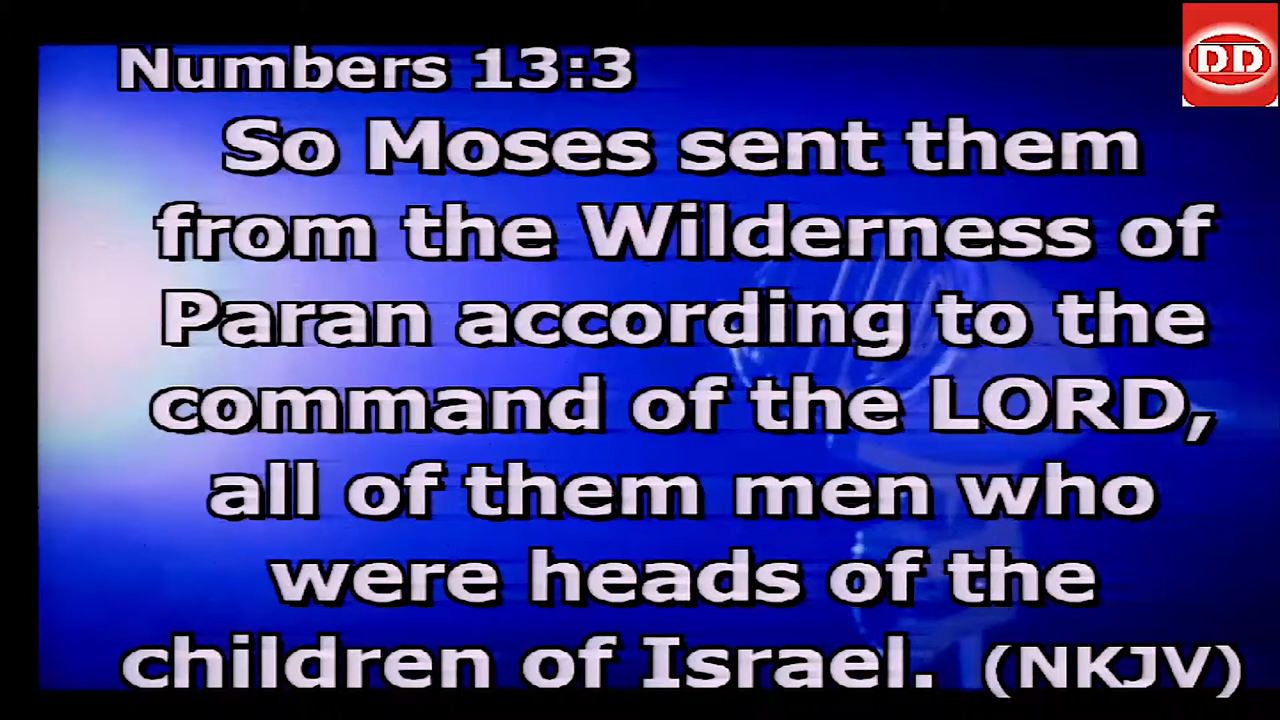 Numbers 13:3
DD
So Moses sent them
from the Wilderness of
Paran according to the
command of the LORD,
all of them men who
were heads of the
children of Israel. (NKJV)